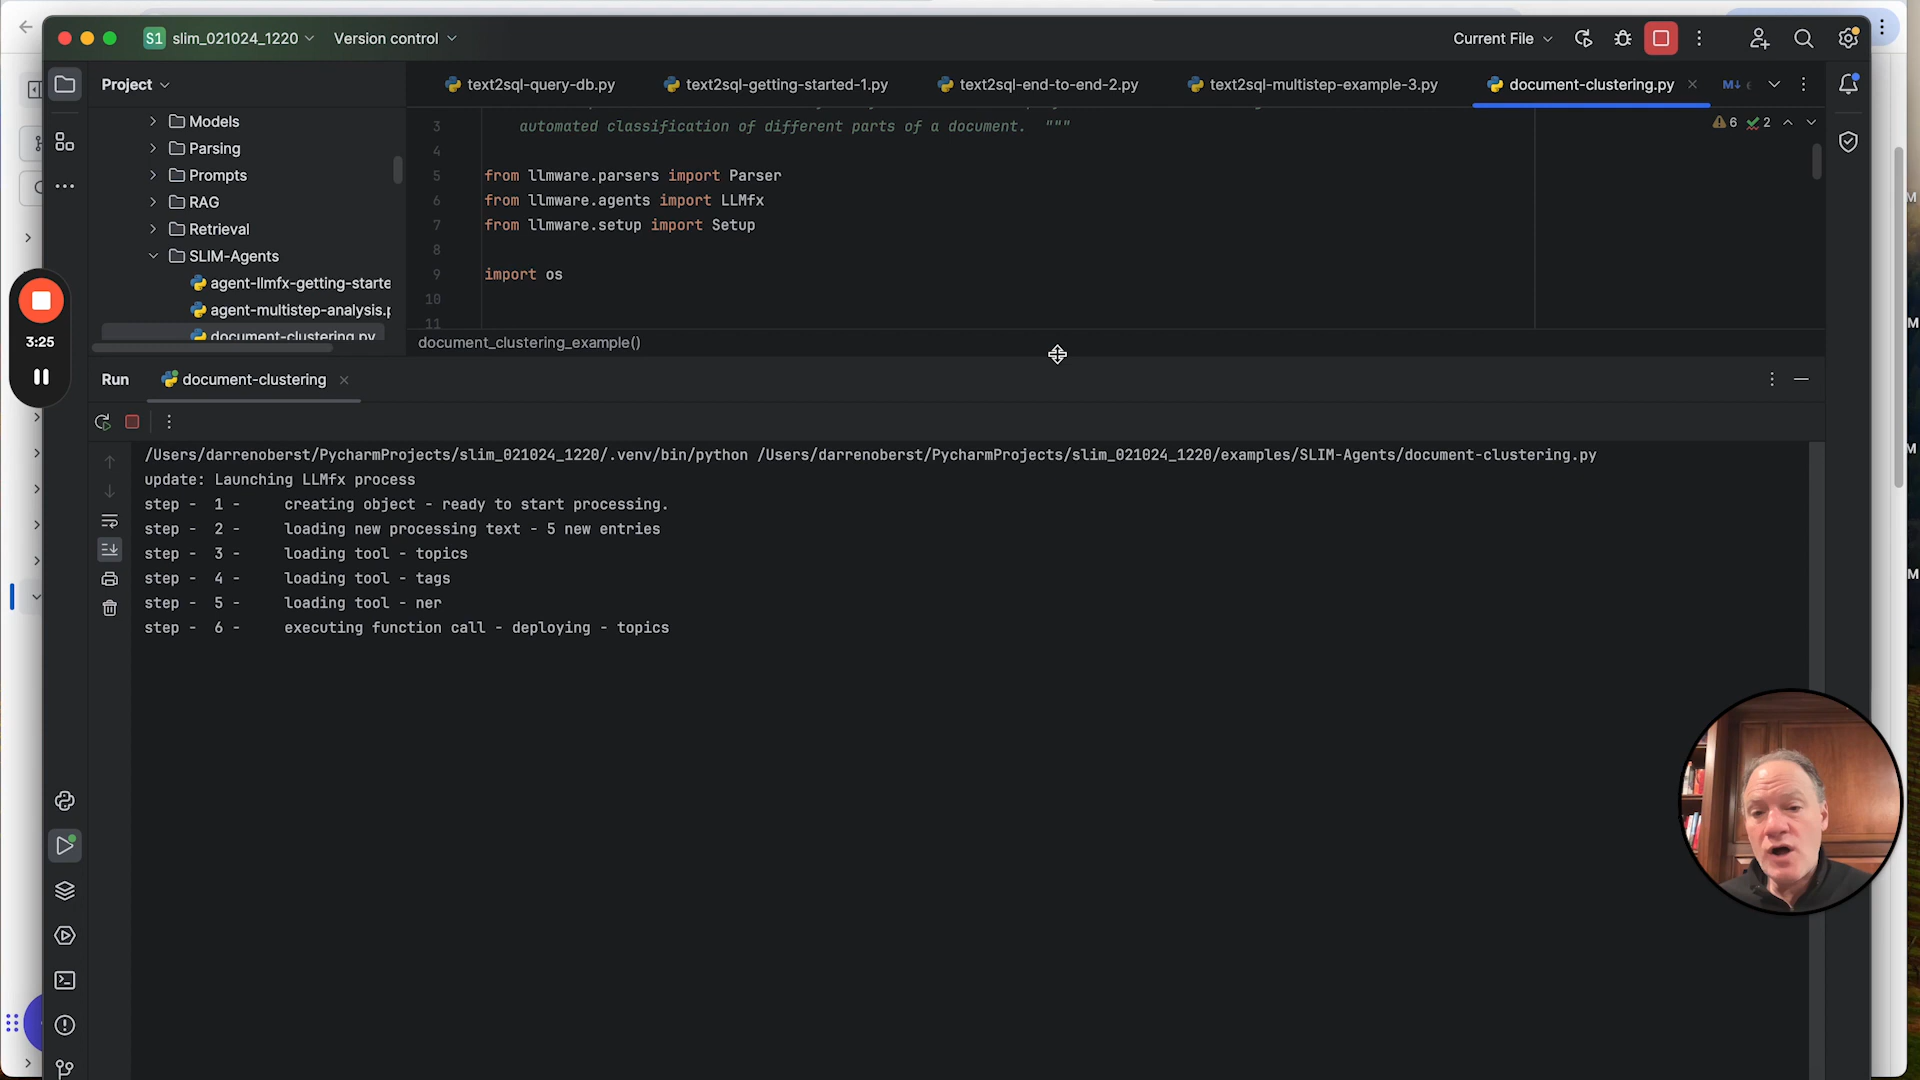 S1 slim_021024_1220 Version control Current File
Project text2sql-query-db.py text2sql-getting-started-1.py text2sql-end-to-end-2.py text2sql-multistep-example-3.py document-clustering.py M↓
Models
Parsing
Prompts
RAG
Retrieval
SLIM-Agents
agent-llmfx-getting-starte
agent-multistep-analysis.p
document-clustering.py
3 automated classification of different parts of a document. """
6 2
4
5 from llmware.parsers import Parser
6 from llmware.agents import LLMfx
7 from llmware.setup import Setup
8
9 import os
10
11
document_clustering_example()
3:25
Run document-clustering
/Users/darrenoberst/PycharmProjects/slim_021024_1220/.venv/bin/python /Users/darrenoberst/PycharmProjects/slim_021024_1220/examples/SLIM-Agents/document-clustering.py
update: Launching LLMfx process
step - 1 - creating object - ready to start processing.
step - 2 - loading new processing text - 5 new entries
step - 3 - loading tool - topics
step - 4 - loading tool - tags
step - 5 - loading tool - ner
step - 6 - executing function call - deploying - topics
M
M
M
M